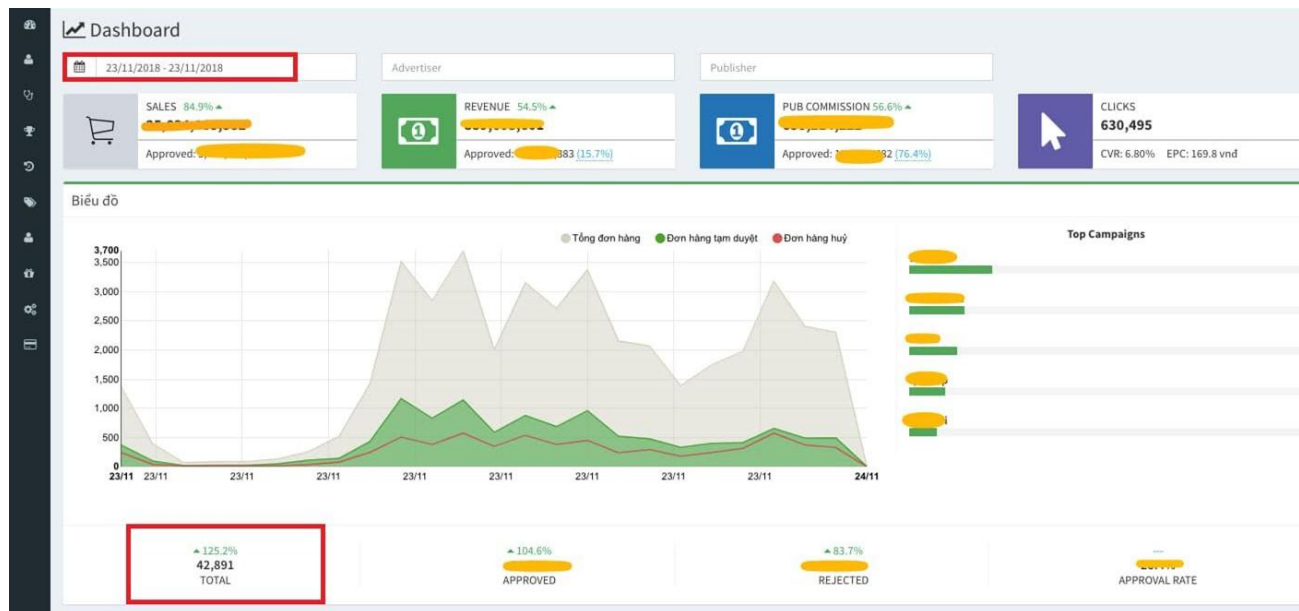 Dashboard
23/11/2018 - 23/11/2018
Advertiser
Publisher
SALES 84.9%
Approved:
REVENUE 54.5%
Approved: 383 (15.7%)
PUB COMMISSION 56.6%
Approved: 82 (76.4%)
CLICKS
630,495
CVR: 6.80% EPC: 169.8 vnđ
Biểu đồ
Tổng đơn hàng Đơn hàng tạm duyệt Đơn hàng huỷ
3,700
3,500
3,000
2,500
2,000
1,500
1,000
500
0
23/11 23/11 23/11 23/11 23/11 23/11 23/11 23/11 23/11 24/11
Top Campaigns
125.2%
42,891
TOTAL
104.6%
APPROVED
83.7%
REJECTED
---
APPROVAL RATE